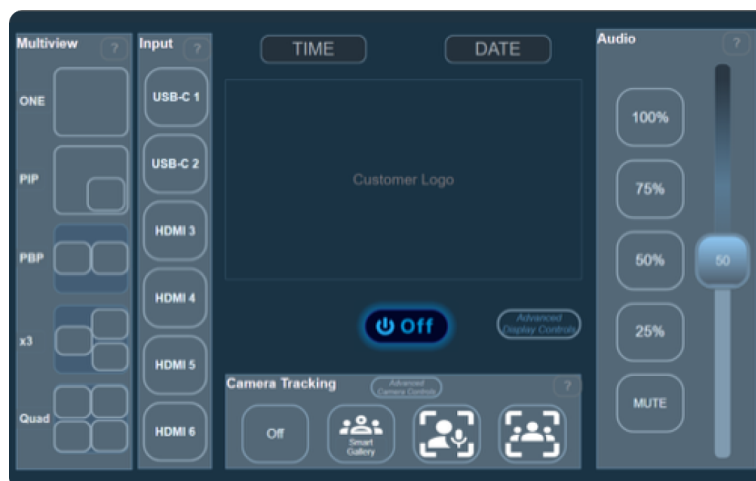 Multiview ?
ONE
PIP
PBP
x3
Quad
Input ?
USB-C 1
USB-C 2
HDMI 3
HDMI 4
HDMI 5
HDMI 6
TIME
DATE
Customer Logo
Off
Advanced
Display Controls
Camera Tracking
Advanced
Camera Controls
?
Off
Smart
Gallery
Audio ?
100%
75%
50%
25%
MUTE
50